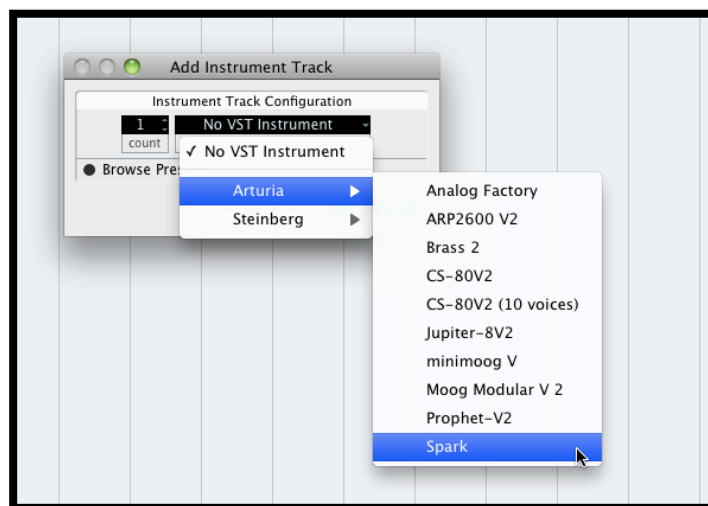 Add Instrument Track
Instrument Track Configuration
1 No VST Instrument
count
✓ No VST Instrument
Browse Pre
Arturia
Steinberg
Analog Factory
ARP2600 V2
Brass 2
CS-80V2
CS-80V2 (10 voices)
Jupiter-8V2
minimoog V
Moog Modular V 2
Prophet-V2
Spark